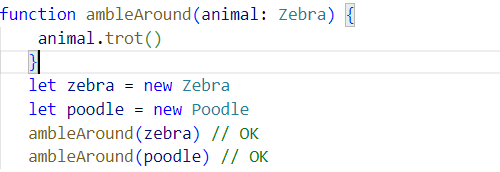 function ambleAround(animal: Zebra) {
animal.trot()
}
let zebra = new Zebra
let poodle = new Poodle
ambleAround(zebra) // OK
ambleAround(poodle) // OK